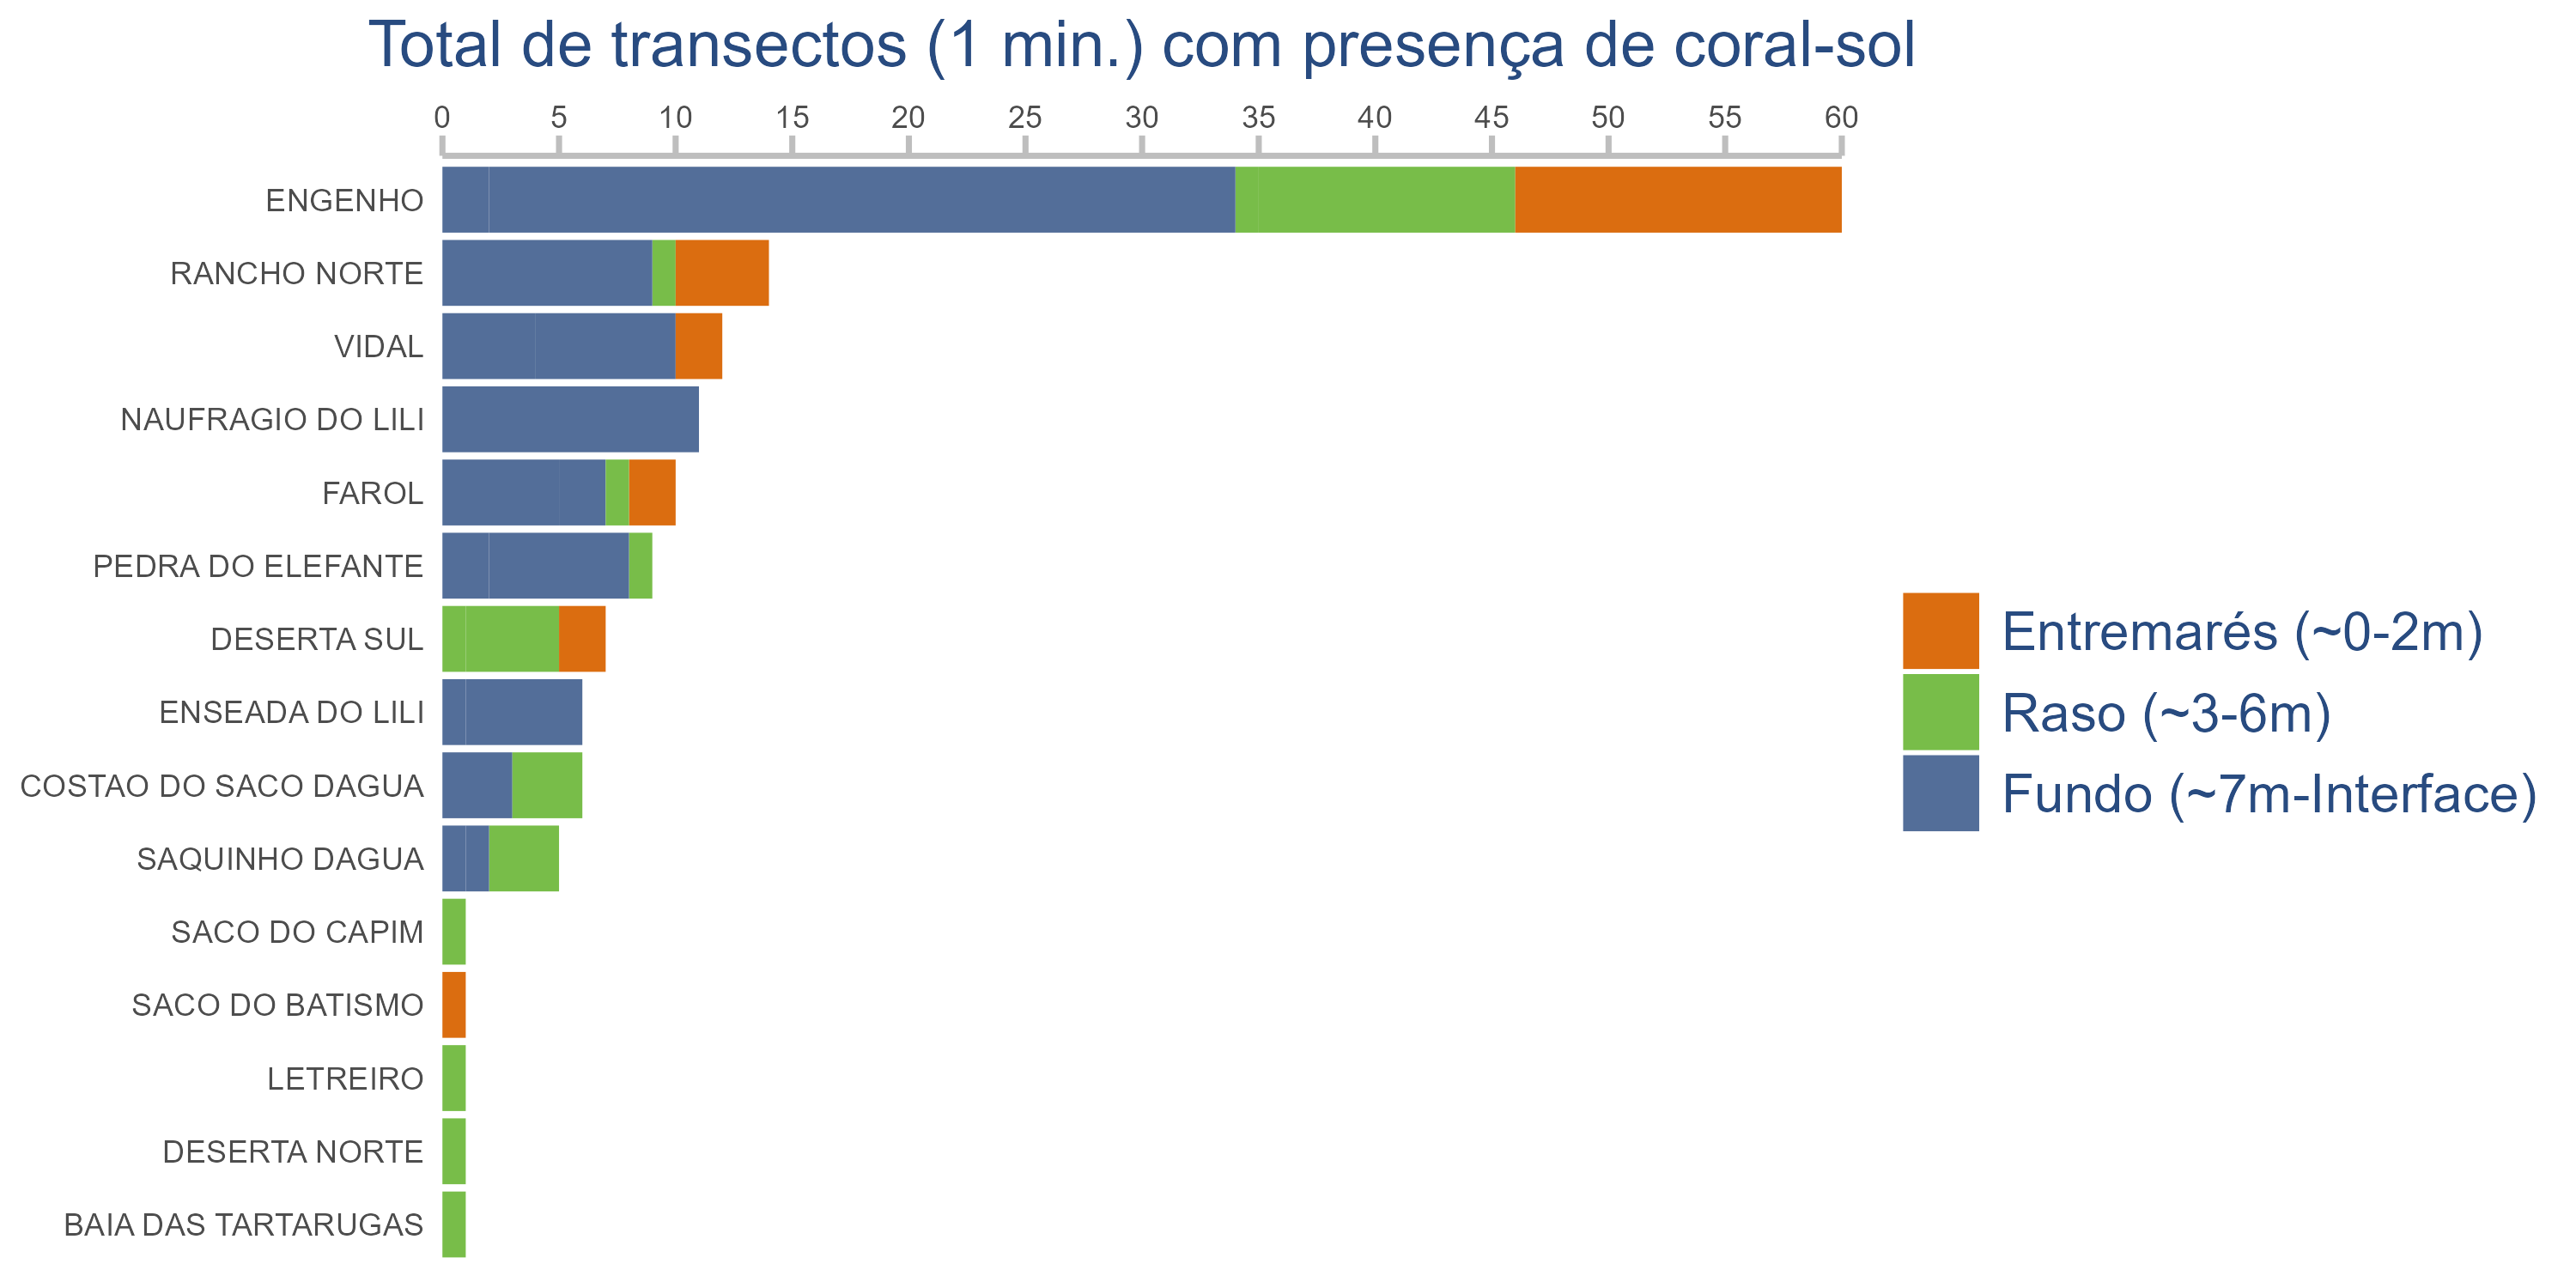 Total de transectos (1 min.) com presença de coral-sol
0 5 10 15 20 25 30 35 40 45 50 55 60
ENGENHO
RANCHO NORTE
VIDAL
NAUFRAGIO DO LILI
FAROL
PEDRA DO ELEFANTE
DESERTA SUL
ENSEADA DO LILI
COSTAO DO SACO DAGUA
SAQUINHO DAGUA
SACO DO CAPIM
SACO DO BATISMO
LETREIRO
DESERTA NORTE
BAIA DAS TARTARUGAS
Entremarés (~0-2m)
Raso (~3-6m)
Fundo (~7m-Interface)